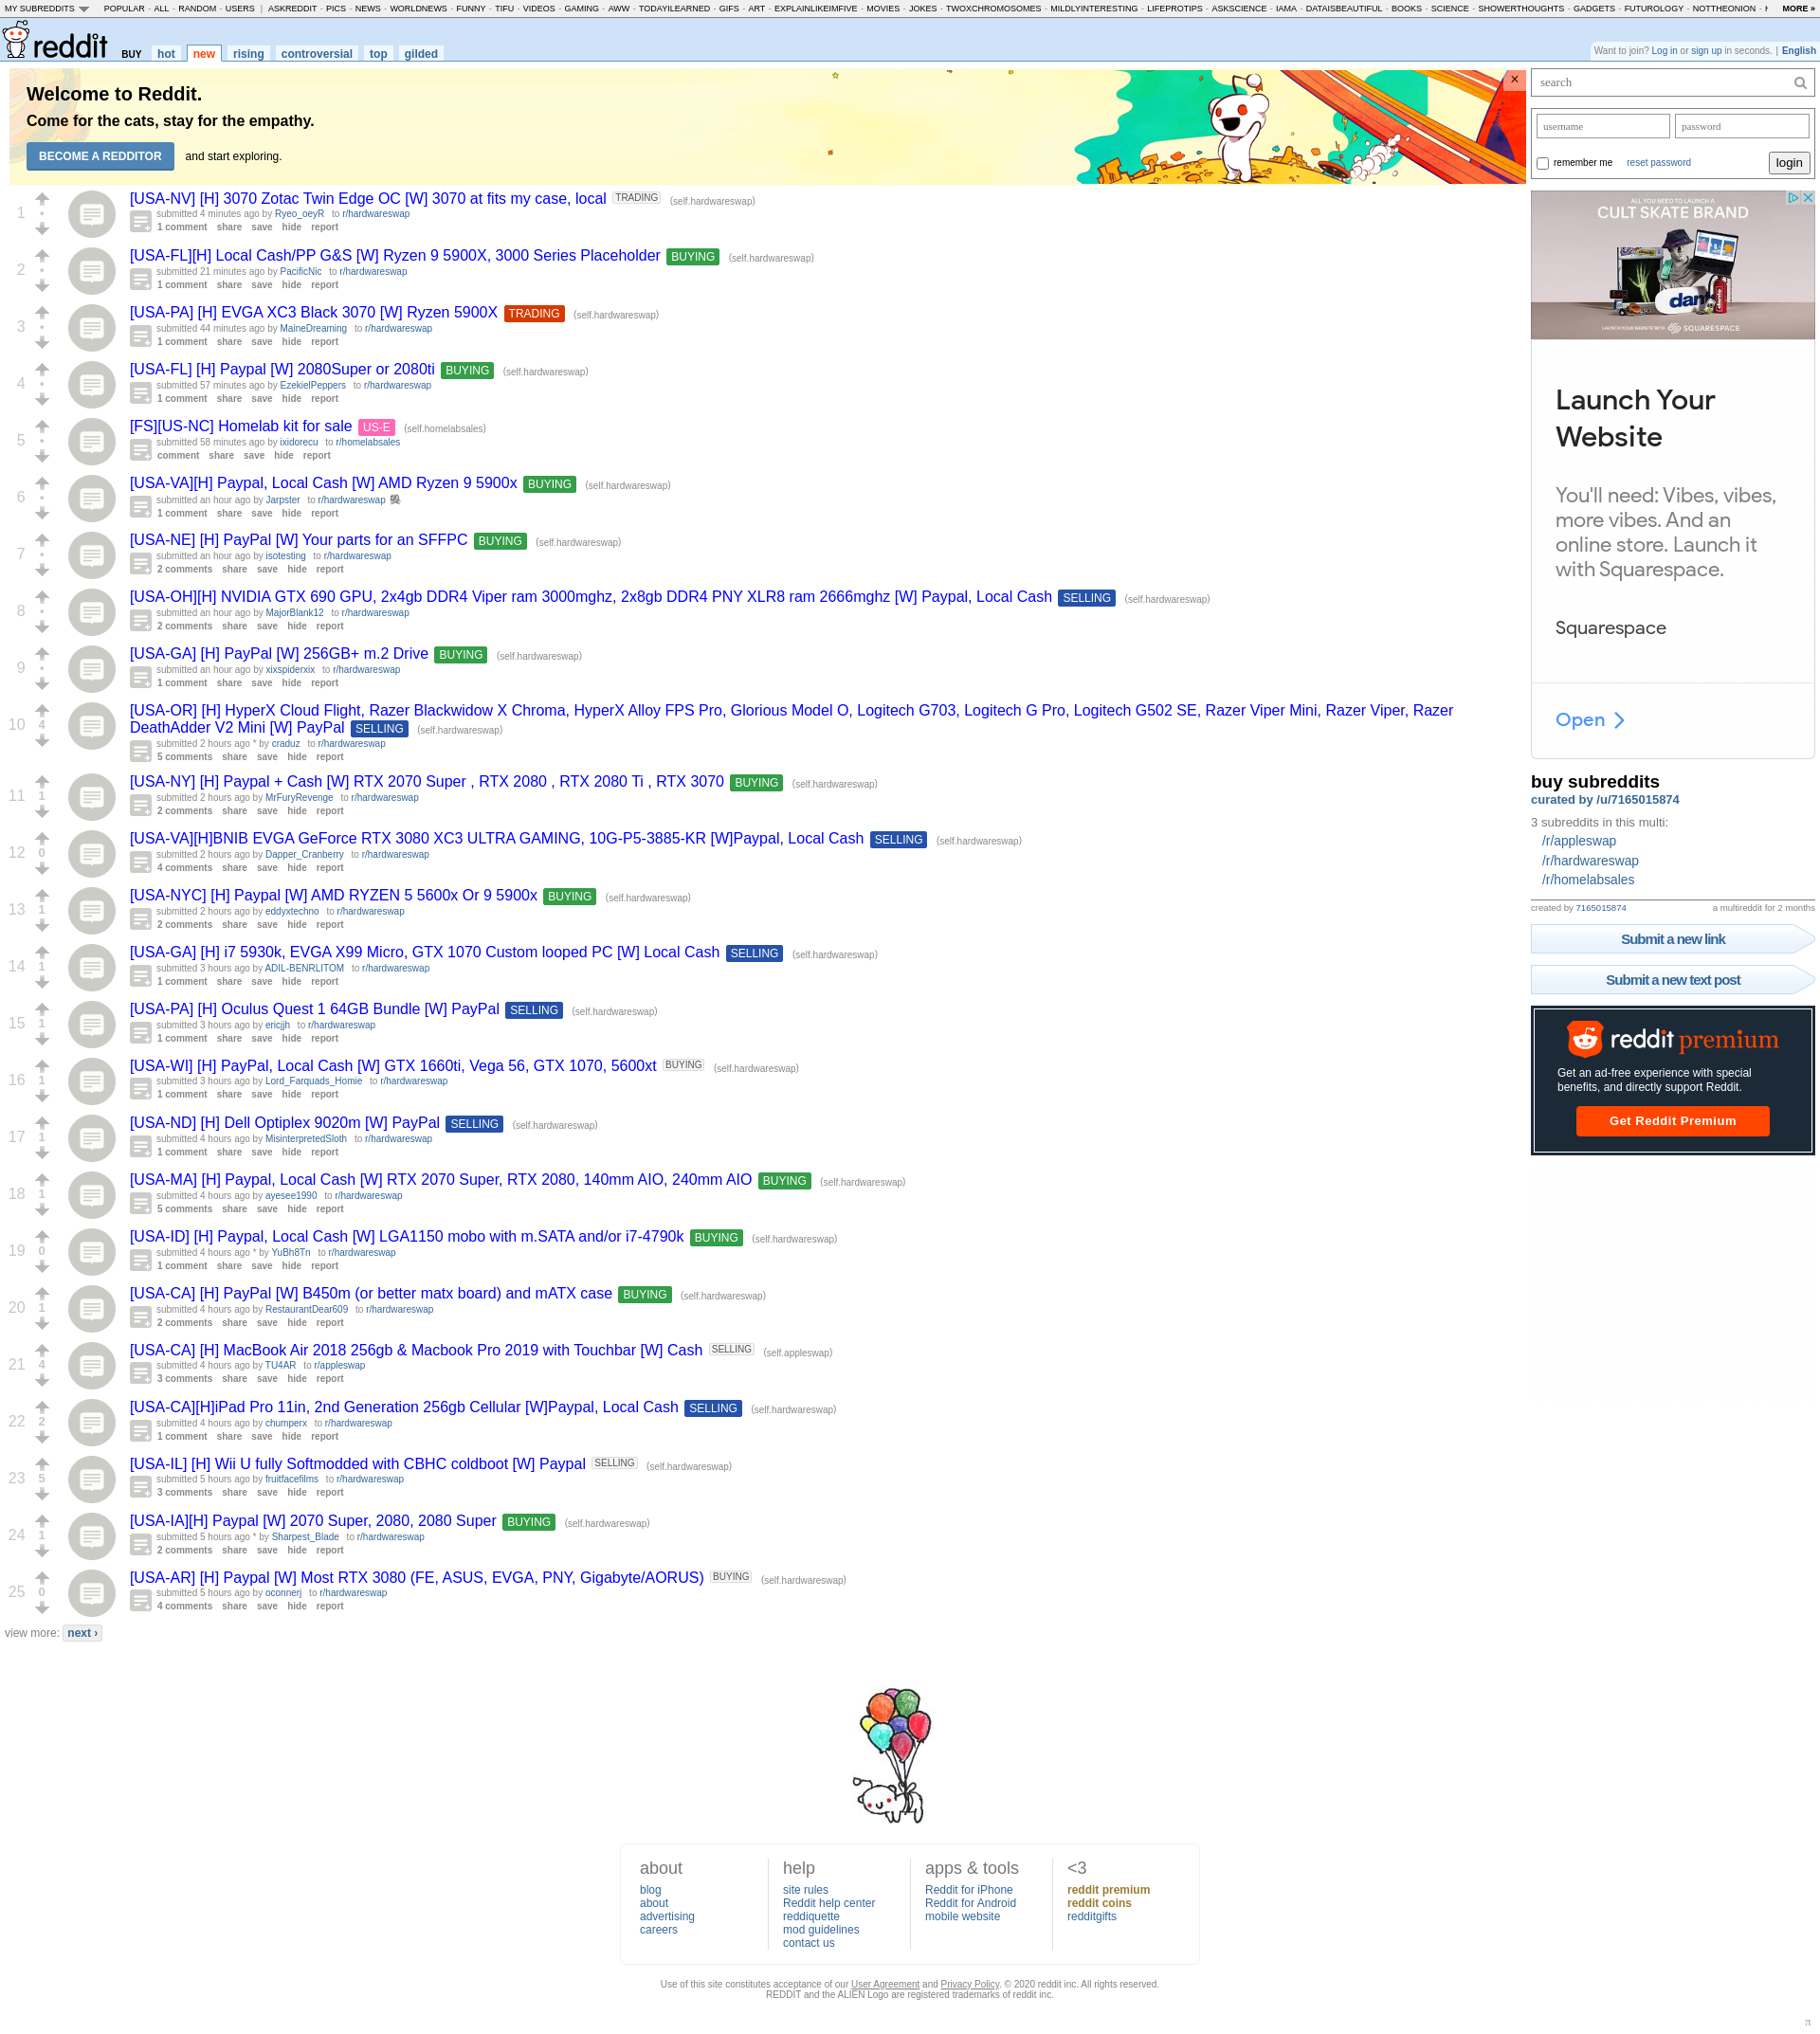 MY SUBREDDITS POPULAR - ALL - RANDOM - USERS | ASKREDDIT - PICS - NEWS - WORLDNEWS - FUNNY - TIFU - VIDEOS - GAMING - AWW - TODAYILEARNED - GIFS - ART - EXPLAINLIKEIMFIVE - MOVIES - JOKES - TWOXCHROMOSOMES - MILDLYINTERESTING - LIFEPROTIPS - ASKSCIENCE - IAMA - DATAISBEAUTIFUL - BOOKS - SCIENCE - SHOWERTHOUGHTS - GADGETS - FUTUROLOGY - NOTTHEONION - MORE »
reddit BUY hot new rising controversial top gilded
Want to join? Log in or sign up in seconds. | English
Welcome to Reddit.
Come for the cats, stay for the empathy.
BECOME A REDDITOR and start exploring.
×
1
[USA-NV] [H] 3070 Zotac Twin Edge OC [W] 3070 at fits my case, local TRADING (self.hardwareswap)
submitted 4 minutes ago by Ryeo_oeyR to r/hardwareswap
1 comment share save hide report
2
[USA-FL][H] Local Cash/PP G&S [W] Ryzen 9 5900X, 3000 Series Placeholder BUYING (self.hardwareswap)
submitted 21 minutes ago by PacificNic to r/hardwareswap
1 comment share save hide report
3
[USA-PA] [H] EVGA XC3 Black 3070 [W] Ryzen 5900X TRADING (self.hardwareswap)
submitted 44 minutes ago by MaineDreaming to r/hardwareswap
1 comment share save hide report
4
[USA-FL] [H] Paypal [W] 2080Super or 2080ti BUYING (self.hardwareswap)
submitted 57 minutes ago by EzekielPeppers to r/hardwareswap
1 comment share save hide report
5
[FS][US-NC] Homelab kit for sale US-E (self.homelabsales)
submitted 58 minutes ago by ixidorecu to r/homelabsales
comment share save hide report
6
[USA-VA][H] Paypal, Local Cash [W] AMD Ryzen 9 5900x BUYING (self.hardwareswap)
submitted an hour ago by Jarpster to r/hardwareswap
1 comment share save hide report
7
[USA-NE] [H] PayPal [W] Your parts for an SFFPC BUYING (self.hardwareswap)
submitted an hour ago by isotesting to r/hardwareswap
2 comments share save hide report
8
[USA-OH][H] NVIDIA GTX 690 GPU, 2x4gb DDR4 Viper ram 3000mghz, 2x8gb DDR4 PNY XLR8 ram 2666mghz [W] Paypal, Local Cash SELLING (self.hardwareswap)
submitted an hour ago by MajorBlank12 to r/hardwareswap
2 comments share save hide report
9
[USA-GA] [H] PayPal [W] 256GB+ m.2 Drive BUYING (self.hardwareswap)
submitted an hour ago by xixspiderxix to r/hardwareswap
1 comment share save hide report
10 4
[USA-OR] [H] HyperX Cloud Flight, Razer Blackwidow X Chroma, HyperX Alloy FPS Pro, Glorious Model O, Logitech G703, Logitech G Pro, Logitech G502 SE, Razer Viper Mini, Razer Viper, Razer
DeathAdder V2 Mini [W] PayPal SELLING (self.hardwareswap)
submitted 2 hours ago * by craduz to r/hardwareswap
5 comments share save hide report
11 1
[USA-NY] [H] Paypal + Cash [W] RTX 2070 Super , RTX 2080 , RTX 2080 Ti , RTX 3070 BUYING (self.hardwareswap)
submitted 2 hours ago by MrFuryRevenge to r/hardwareswap
2 comments share save hide report
12 0
[USA-VA][H]BNIB EVGA GeForce RTX 3080 XC3 ULTRA GAMING, 10G-P5-3885-KR [W]Paypal, Local Cash SELLING (self.hardwareswap)
submitted 2 hours ago by Dapper_Cranberry to r/hardwareswap
4 comments share save hide report
13 1
[USA-NYC] [H] Paypal [W] AMD RYZEN 5 5600x Or 9 5900x BUYING (self.hardwareswap)
submitted 2 hours ago by eddyxtechno to r/hardwareswap
2 comments share save hide report
14 1
[USA-GA] [H] i7 5930k, EVGA X99 Micro, GTX 1070 Custom looped PC [W] Local Cash SELLING (self.hardwareswap)
submitted 3 hours ago by ADIL-BENRLITOM to r/hardwareswap
1 comment share save hide report
15 1
[USA-PA] [H] Oculus Quest 1 64GB Bundle [W] PayPal SELLING (self.hardwareswap)
submitted 3 hours ago by ericjjh to r/hardwareswap
1 comment share save hide report
16 1
[USA-WI] [H] PayPal, Local Cash [W] GTX 1660ti, Vega 56, GTX 1070, 5600xt BUYING (self.hardwareswap)
submitted 3 hours ago by Lord_Farquads_Homie to r/hardwareswap
1 comment share save hide report
17 1
[USA-ND] [H] Dell Optiplex 9020m [W] PayPal SELLING (self.hardwareswap)
submitted 4 hours ago by MisinterpretedSloth to r/hardwareswap
1 comment share save hide report
18 1
[USA-MA] [H] Paypal, Local Cash [W] RTX 2070 Super, RTX 2080, 140mm AIO, 240mm AIO BUYING (self.hardwareswap)
submitted 4 hours ago by ayesee1990 to r/hardwareswap
5 comments share save hide report
19 0
[USA-ID] [H] Paypal, Local Cash [W] LGA1150 mobo with m.SATA and/or i7-4790k BUYING (self.hardwareswap)
submitted 4 hours ago * by YuBh8Tn to r/hardwareswap
1 comment share save hide report
20 1
[USA-CA] [H] PayPal [W] B450m (or better matx board) and mATX case BUYING (self.hardwareswap)
submitted 4 hours ago by RestaurantDear609 to r/hardwareswap
2 comments share save hide report
21 4
[USA-CA] [H] MacBook Air 2018 256gb & Macbook Pro 2019 with Touchbar [W] Cash SELLING (self.appleswap)
submitted 4 hours ago by TU4AR to r/appleswap
3 comments share save hide report
22 2
[USA-CA][H]iPad Pro 11in, 2nd Generation 256gb Cellular [W]Paypal, Local Cash SELLING (self.hardwareswap)
submitted 4 hours ago by chumperx to r/hardwareswap
1 comment share save hide report
23 5
[USA-IL] [H] Wii U fully Softmodded with CBHC coldboot [W] Paypal SELLING (self.hardwareswap)
submitted 5 hours ago by fruitfacefilms to r/hardwareswap
3 comments share save hide report
24 1
[USA-IA][H] Paypal [W] 2070 Super, 2080, 2080 Super BUYING (self.hardwareswap)
submitted 5 hours ago * by Sharpest_Blade to r/hardwareswap
2 comments share save hide report
25 0
[USA-AR] [H] Paypal [W] Most RTX 3080 (FE, ASUS, EVGA, PNY, Gigabyte/AORUS) BUYING (self.hardwareswap)
submitted 5 hours ago by oconnerj to r/hardwareswap
4 comments share save hide report
view more: next ›
search
username password
remember me reset password login
ALL YOU NEED TO LAUNCH A
CULT SKATE BRAND
dan
LAUNCH YOUR WEBSITE WITH SQUARESPACE
Launch Your
Website
You'll need: Vibes, vibes,
more vibes. And an
online store. Launch it
with Squarespace.
Squarespace
Open
buy subreddits
curated by /u/7165015874
3 subreddits in this multi:
/r/appleswap
/r/hardwareswap
/r/homelabsales
created by 7165015874 a multireddit for 2 months
Submit a new link
Submit a new text post
reddit premium
Get an ad-free experience with special
benefits, and directly support Reddit.
Get Reddit Premium
about
blog
about
advertising
careers
help
site rules
Reddit help center
reddiquette
mod guidelines
contact us
apps & tools
Reddit for iPhone
Reddit for Android
mobile website
<3
reddit premium
reddit coins
redditgifts
Use of this site constitutes acceptance of our User Agreement and Privacy Policy. © 2020 reddit inc. All rights reserved.
REDDIT and the ALIEN Logo are registered trademarks of reddit inc.
π